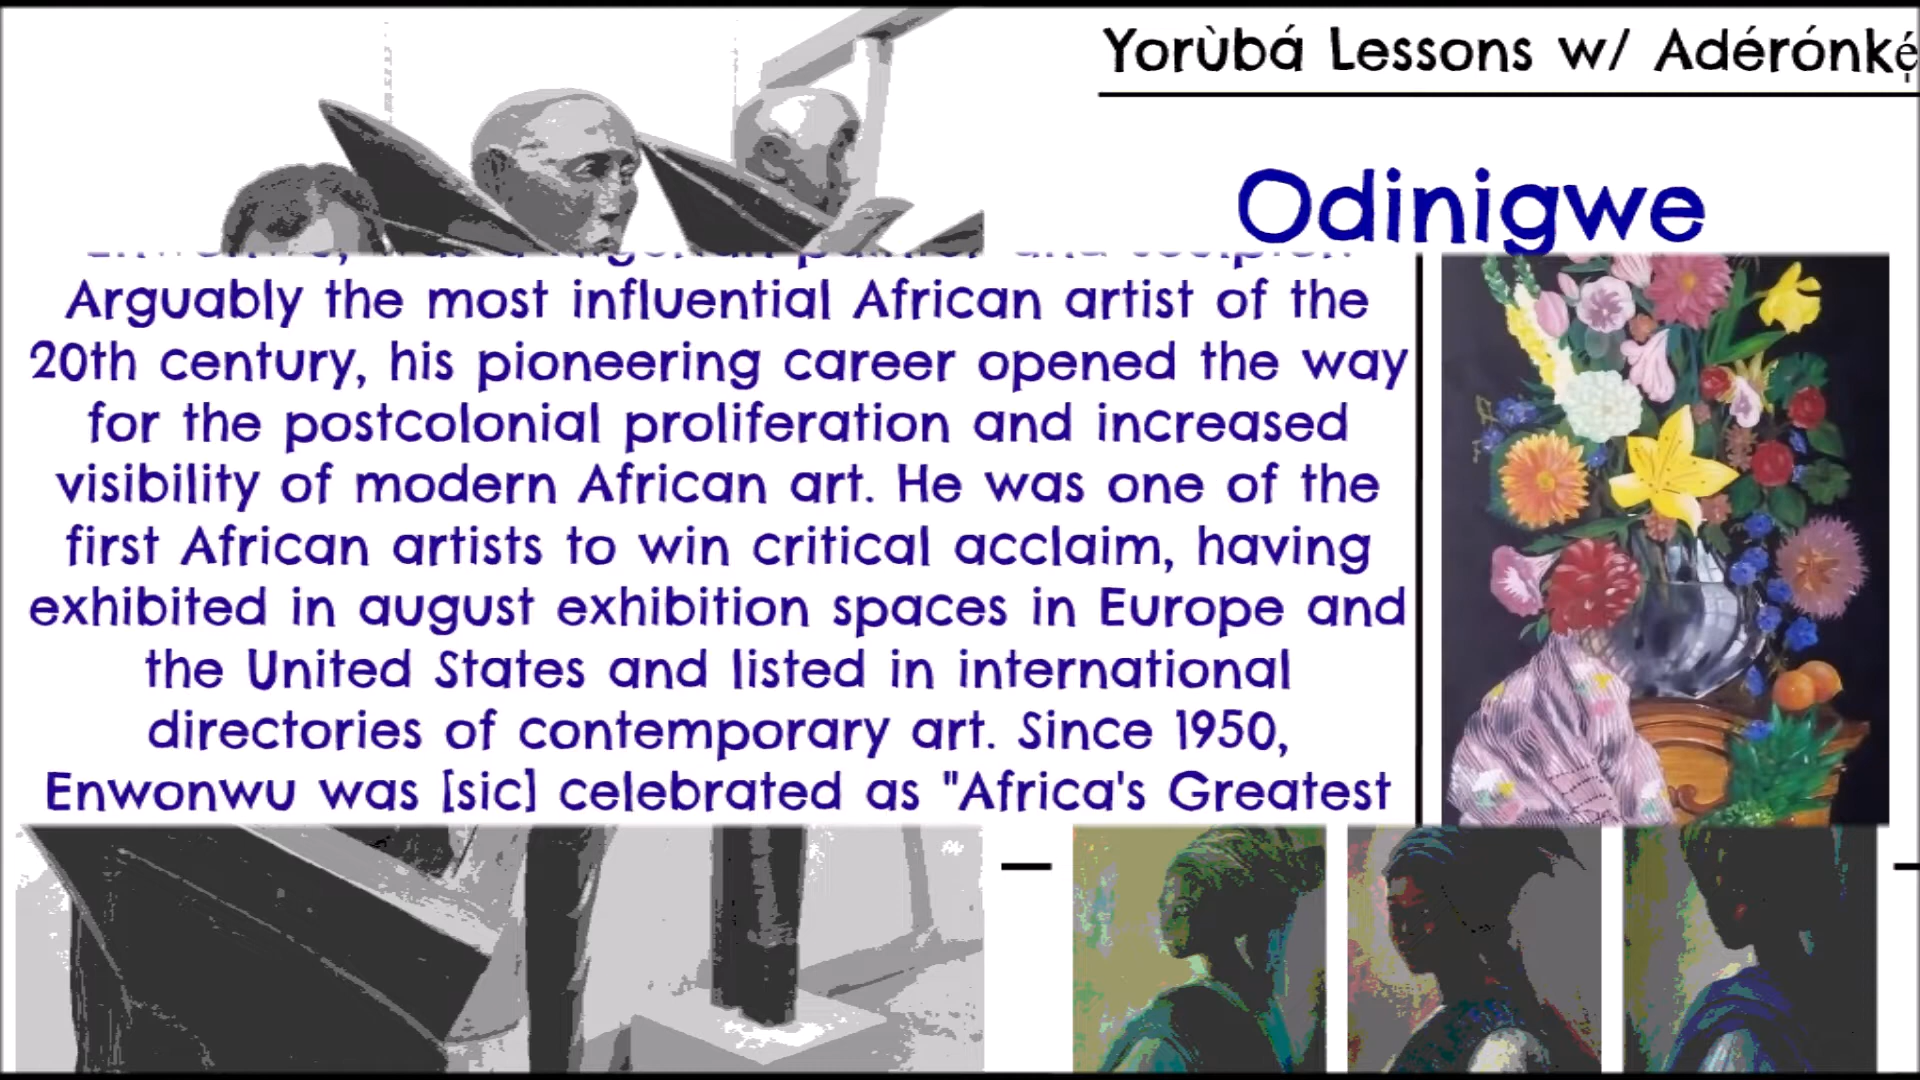 Yorùbá Lessons w/ Adérónkẹ́
Odinigwe
Arguably the most influential African artist of the
20th century, his pioneering career opened the way
for the postcolonial proliferation and increased
visibility of modern African art. He was one of the
first African artists to win critical acclaim, having
exhibited in august exhibition spaces in Europe and
the United States and listed in international
directories of contemporary art. Since 1950,
Enwonwu was [sic] celebrated as "Africa's Greatest